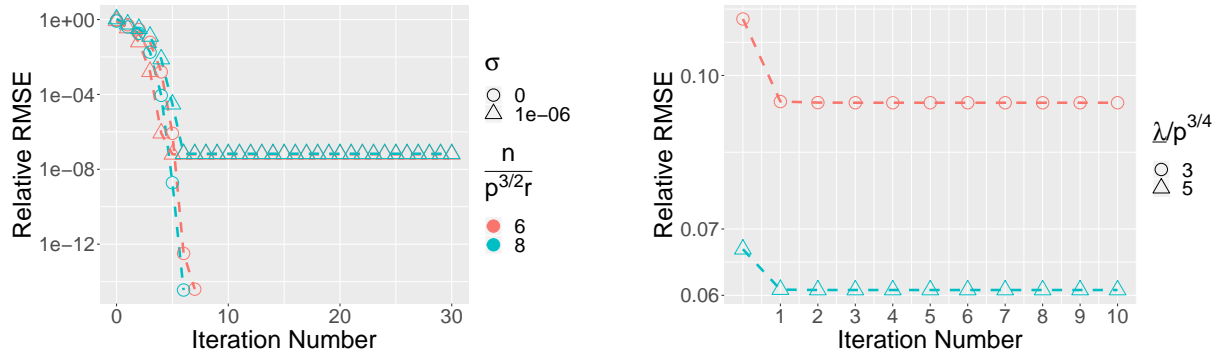 Relative RMSE
1e+00
1e-04
1e-08
1e-12
0
10
20
30
Iteration Number
σ
0
1e-06
n
p^{3/2}r
6
8
Relative RMSE
0.10
0.07
0.06
1 2 3 4 5 6 7 8 9 10
Iteration Number
λ/p^{3/4}
3
5